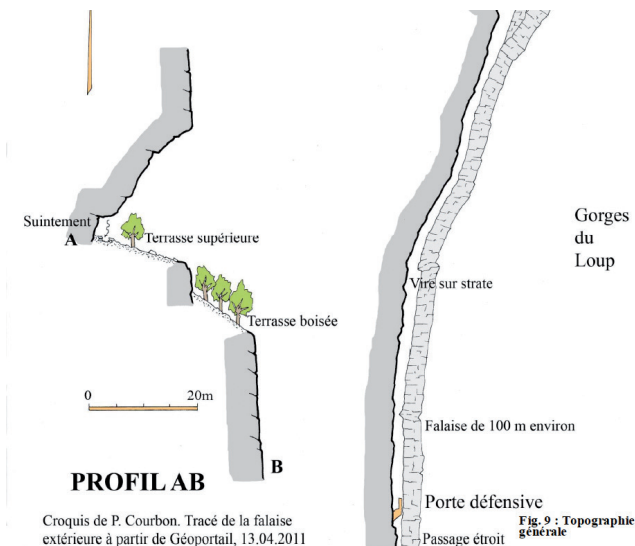 Suintement
A
Terrasse supérieure
Terrasse boisée
0
20m
B
PROFIL AB
Croquis de P. Courbon. Tracé de la falaise
extérieure à partir de Géoportail, 13.04.2011
Gorges
du
Loup
Vire sur strate
Falaise de 100 m environ
Porte défensive
Passage étroit
Fig. 9 : Topographie
générale